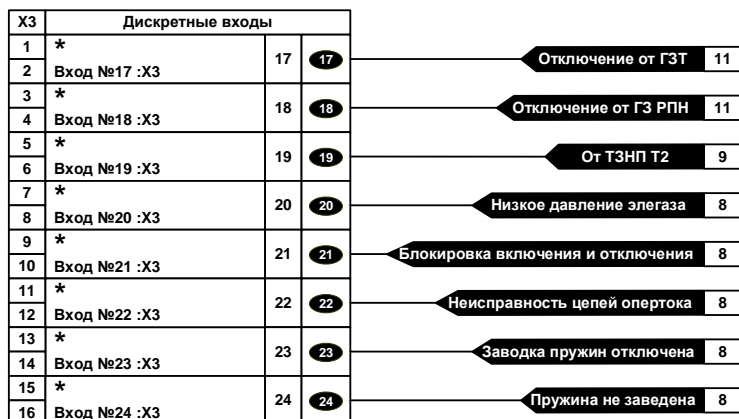 X3 Дискретные входы
1 *
17 17 Отключение от ГЗТ 11
2 Вход №17 :X3
3 *
18 18 Отключение от ГЗ РПН 11
4 Вход №18 :X3
5 *
19 19 От ТЗНП Т2 9
6 Вход №19 :X3
7 *
20 20 Низкое давление элегаза 8
8 Вход №20 :X3
9 *
21 21 Блокировка включения и отключения 8
10 Вход №21 :X3
11 *
22 22 Неисправность цепей опертока 8
12 Вход №22 :X3
13 *
23 23 Заводка пружин отключена 8
14 Вход №23 :X3
15 *
24 24 Пружина не заведена 8
16 Вход №24 :X3